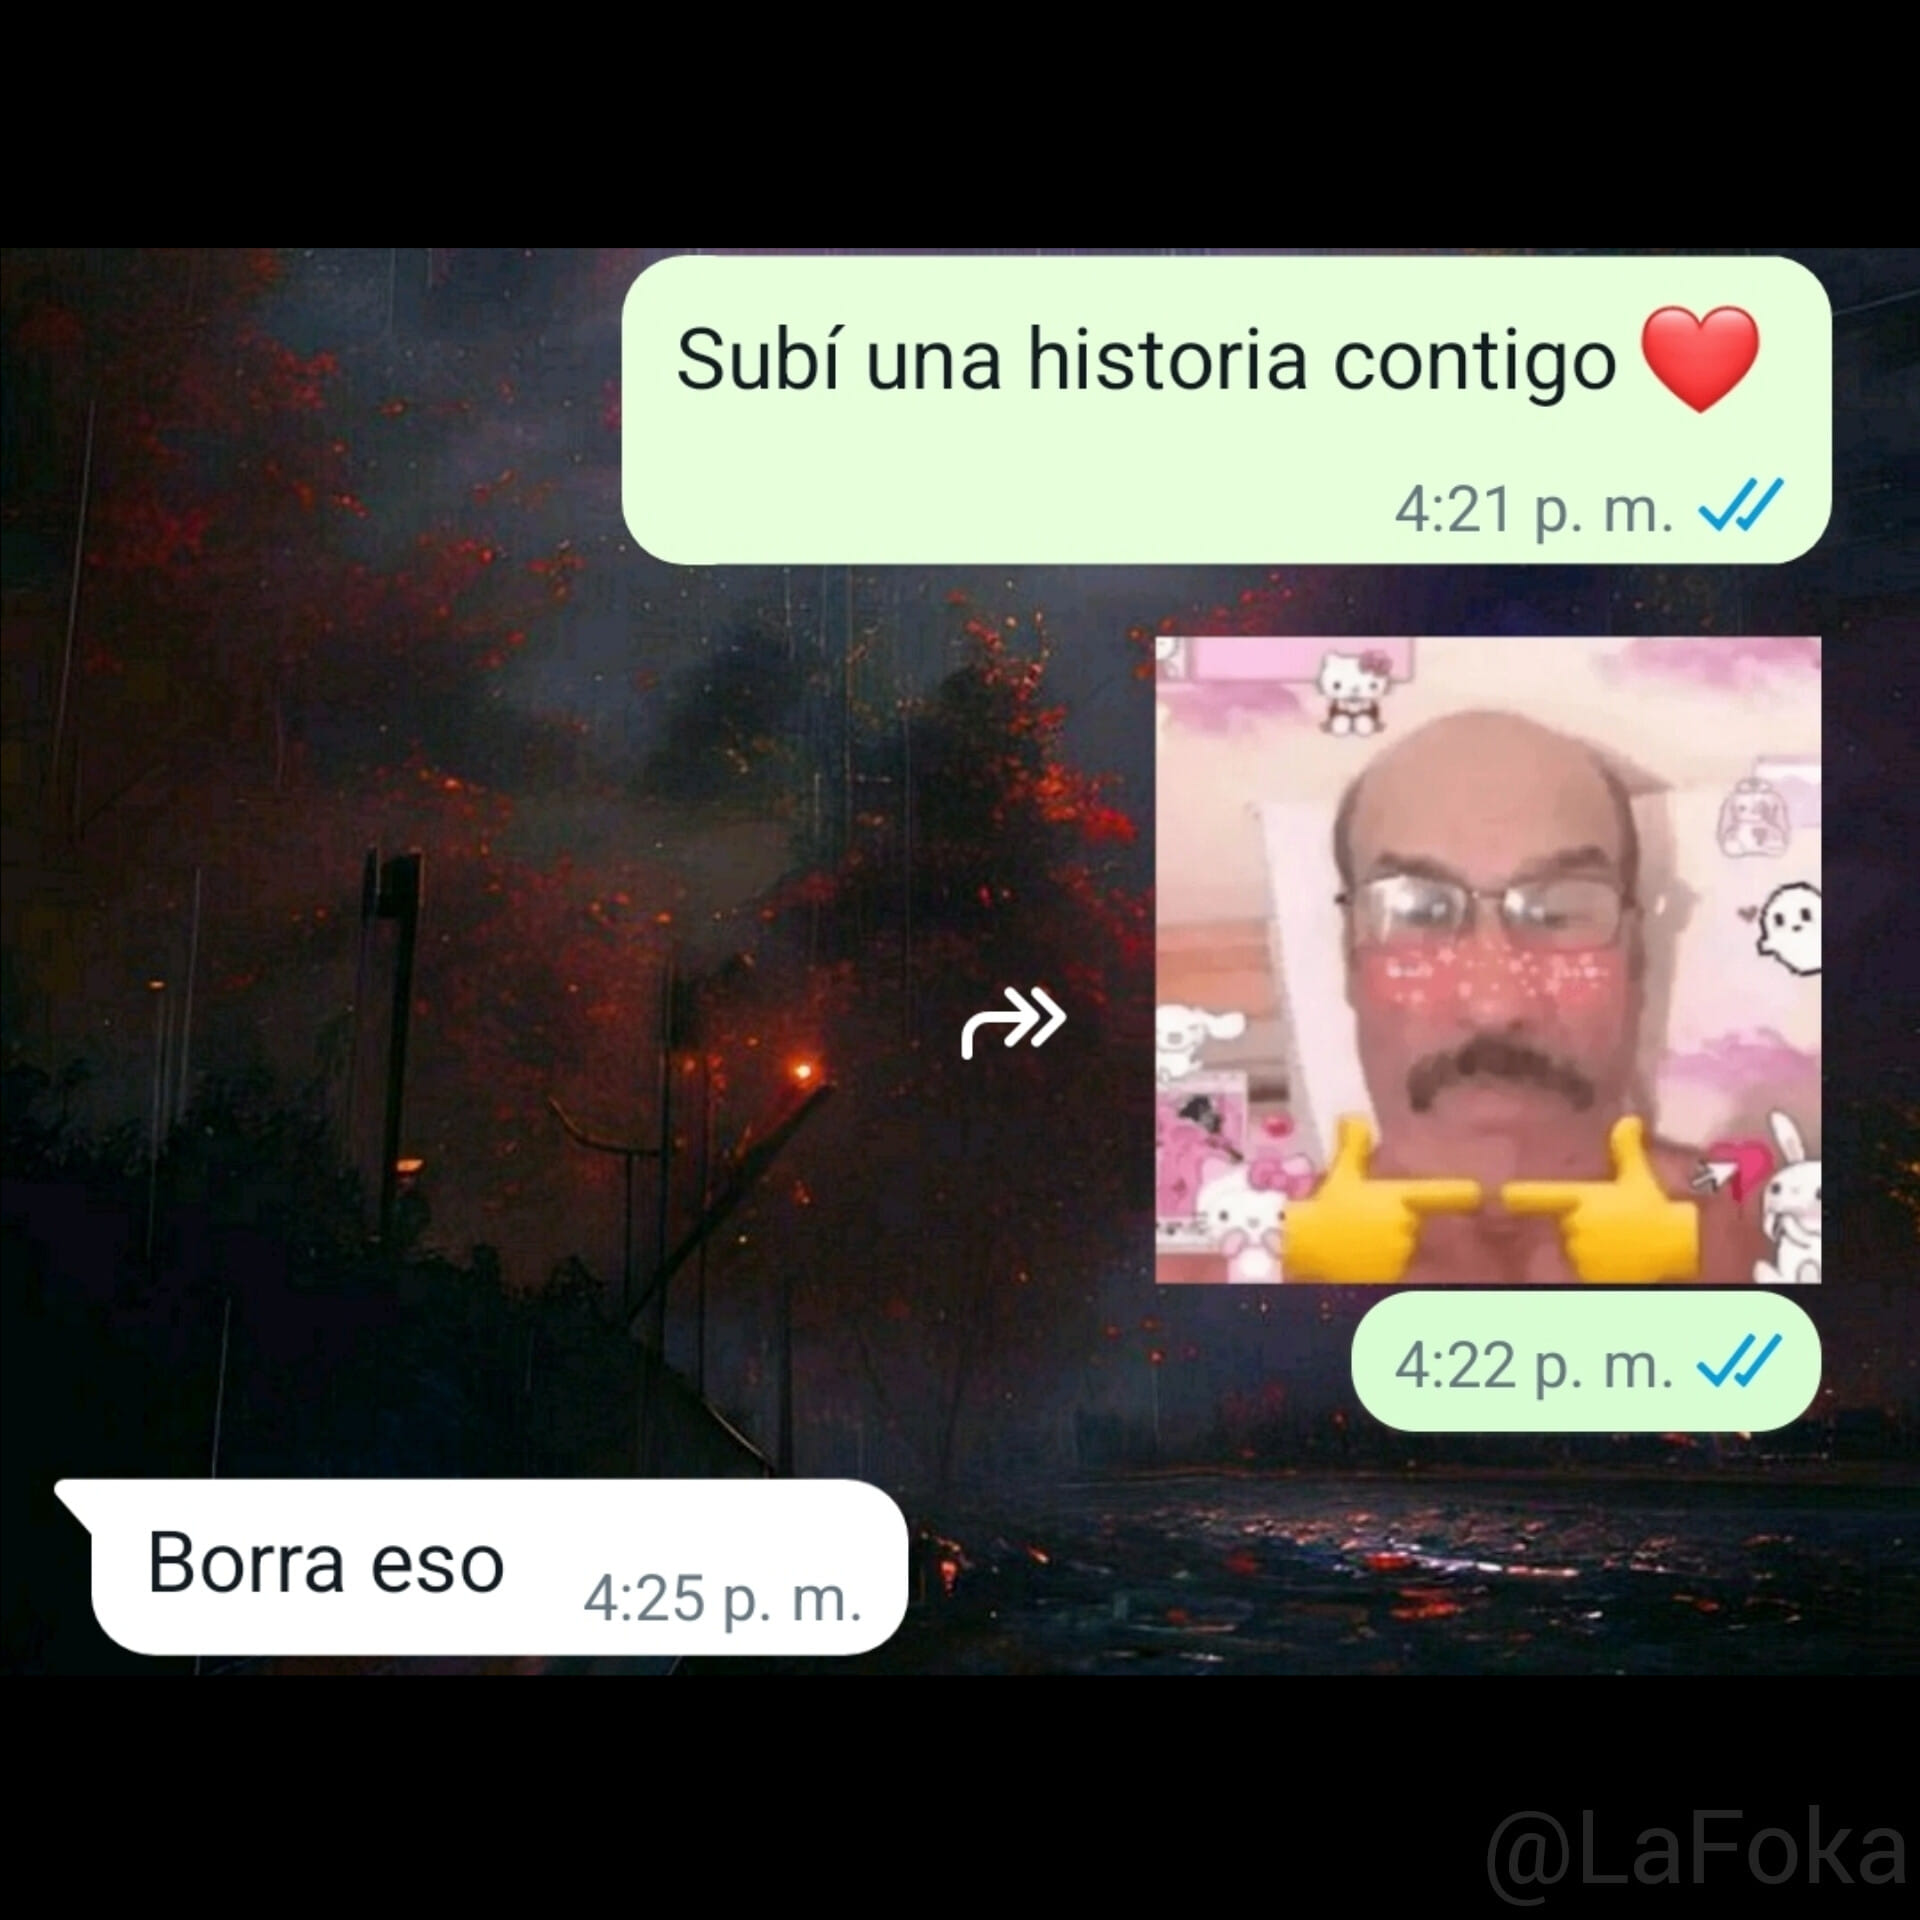 Subí una historia contigo ❤️
4:21 p. m.
4:22 p. m.
Borra eso
4:25 p. m.
@LaFoka